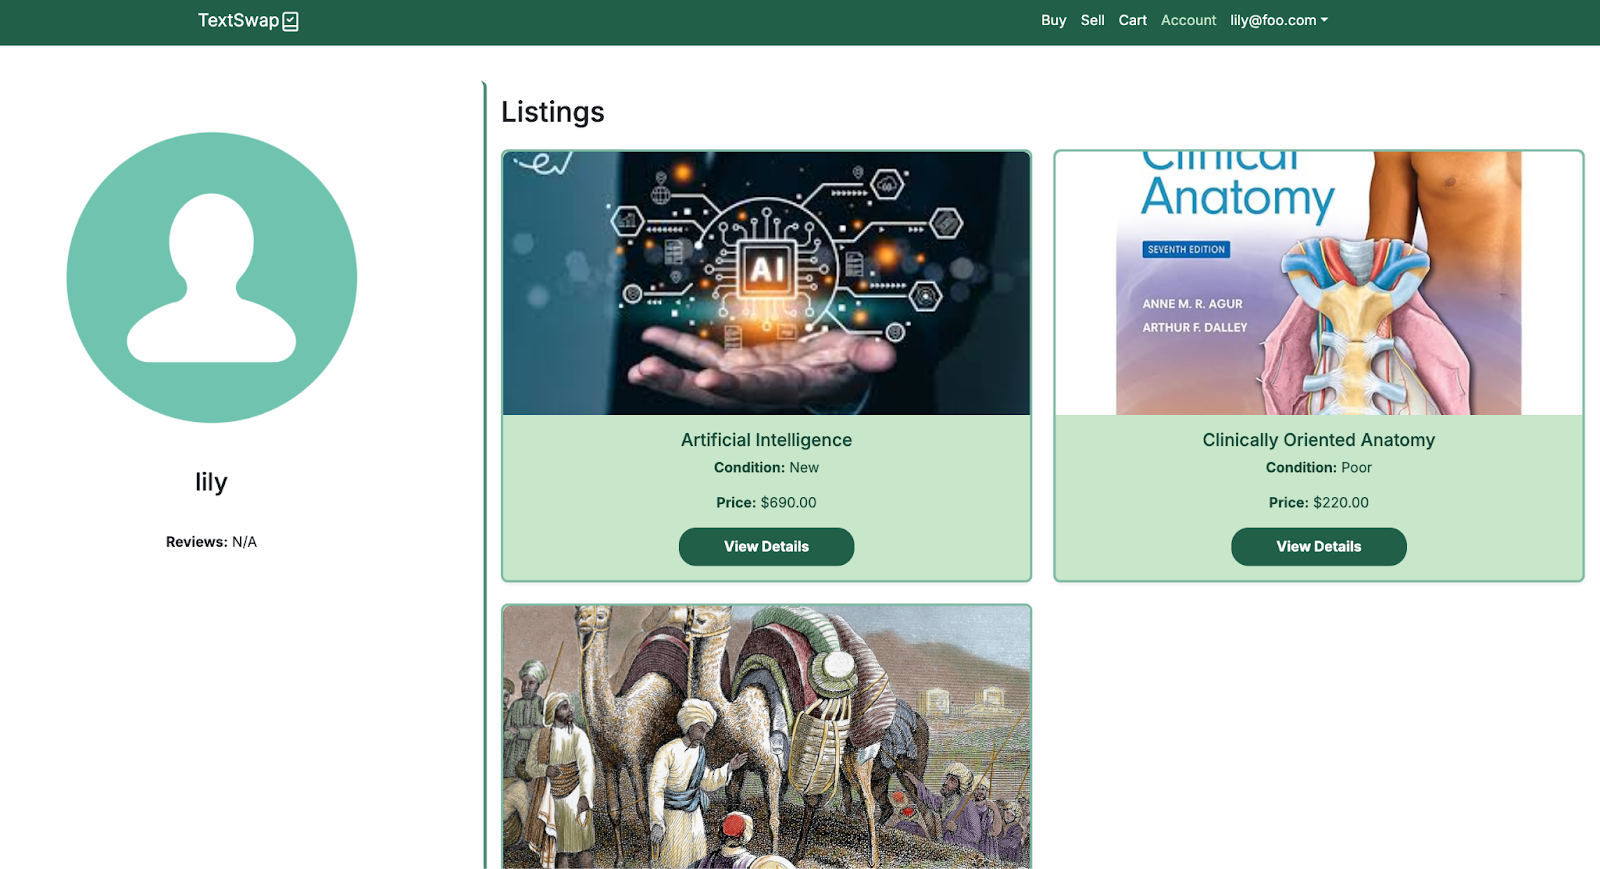 TextSwap
Buy Sell Cart Account lily@foo.com
Listings
AI
Clinical
Anatomy
SEVENTH EDITION
ANNE M. R. AGUR
ARTHUR F. DALLEY
Artificial Intelligence
Condition: New
Price: $690.00
View Details
Clinically Oriented Anatomy
Condition: Poor
Price: $220.00
View Details
lily
Reviews: N/A